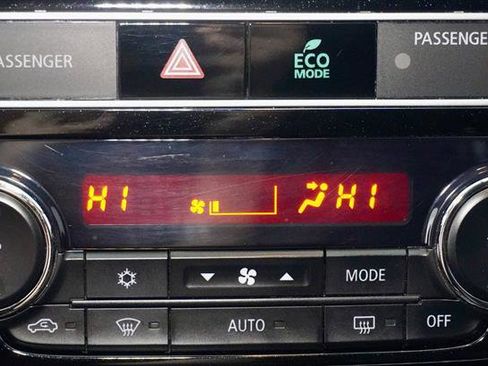 ASSENGER
ECO
MODE
PASSENGE
HI
HI
MODE
AUTO
OFF